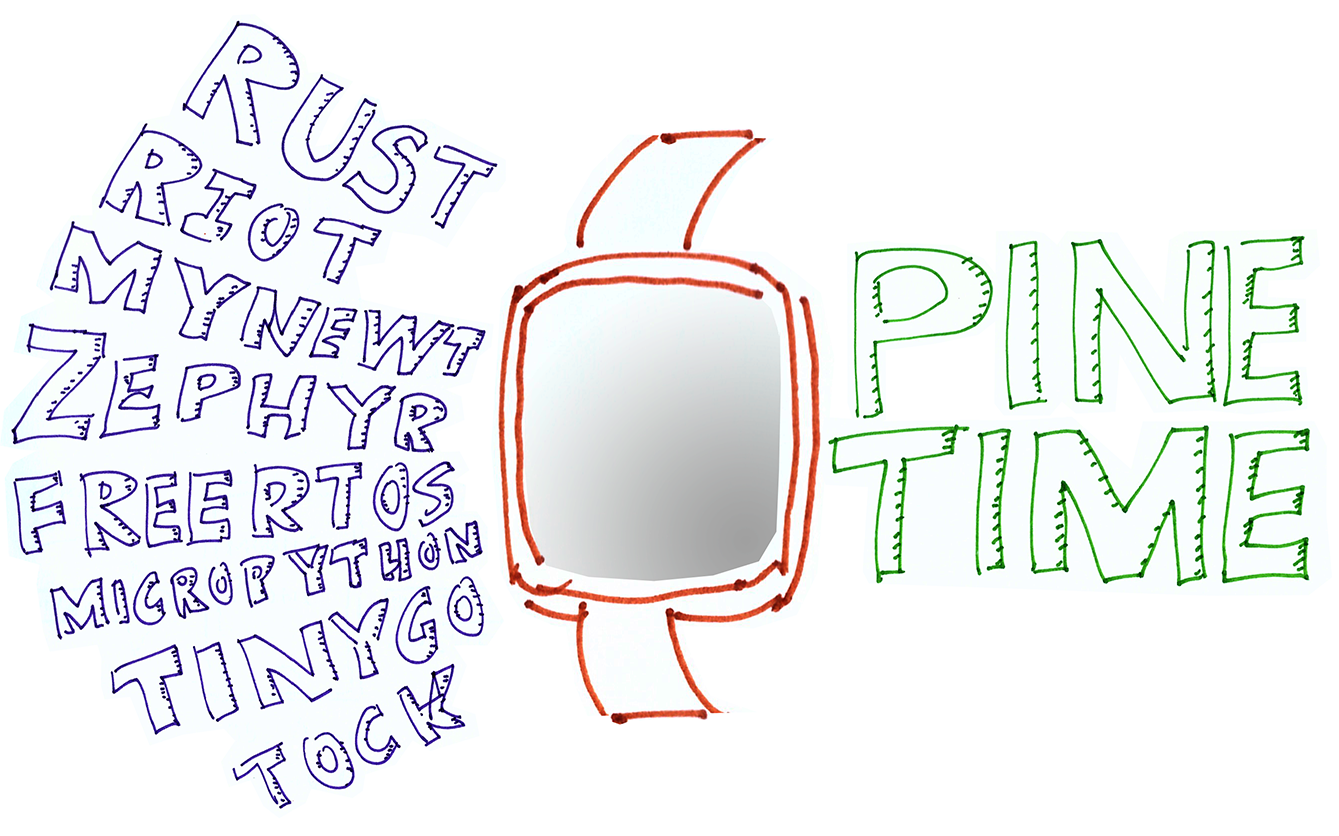 RUST
RIOT
MYNEWT
ZEPHYR
FREERTOS
MICROPYTHON
TINYGO
TOCK
PINE
TIME